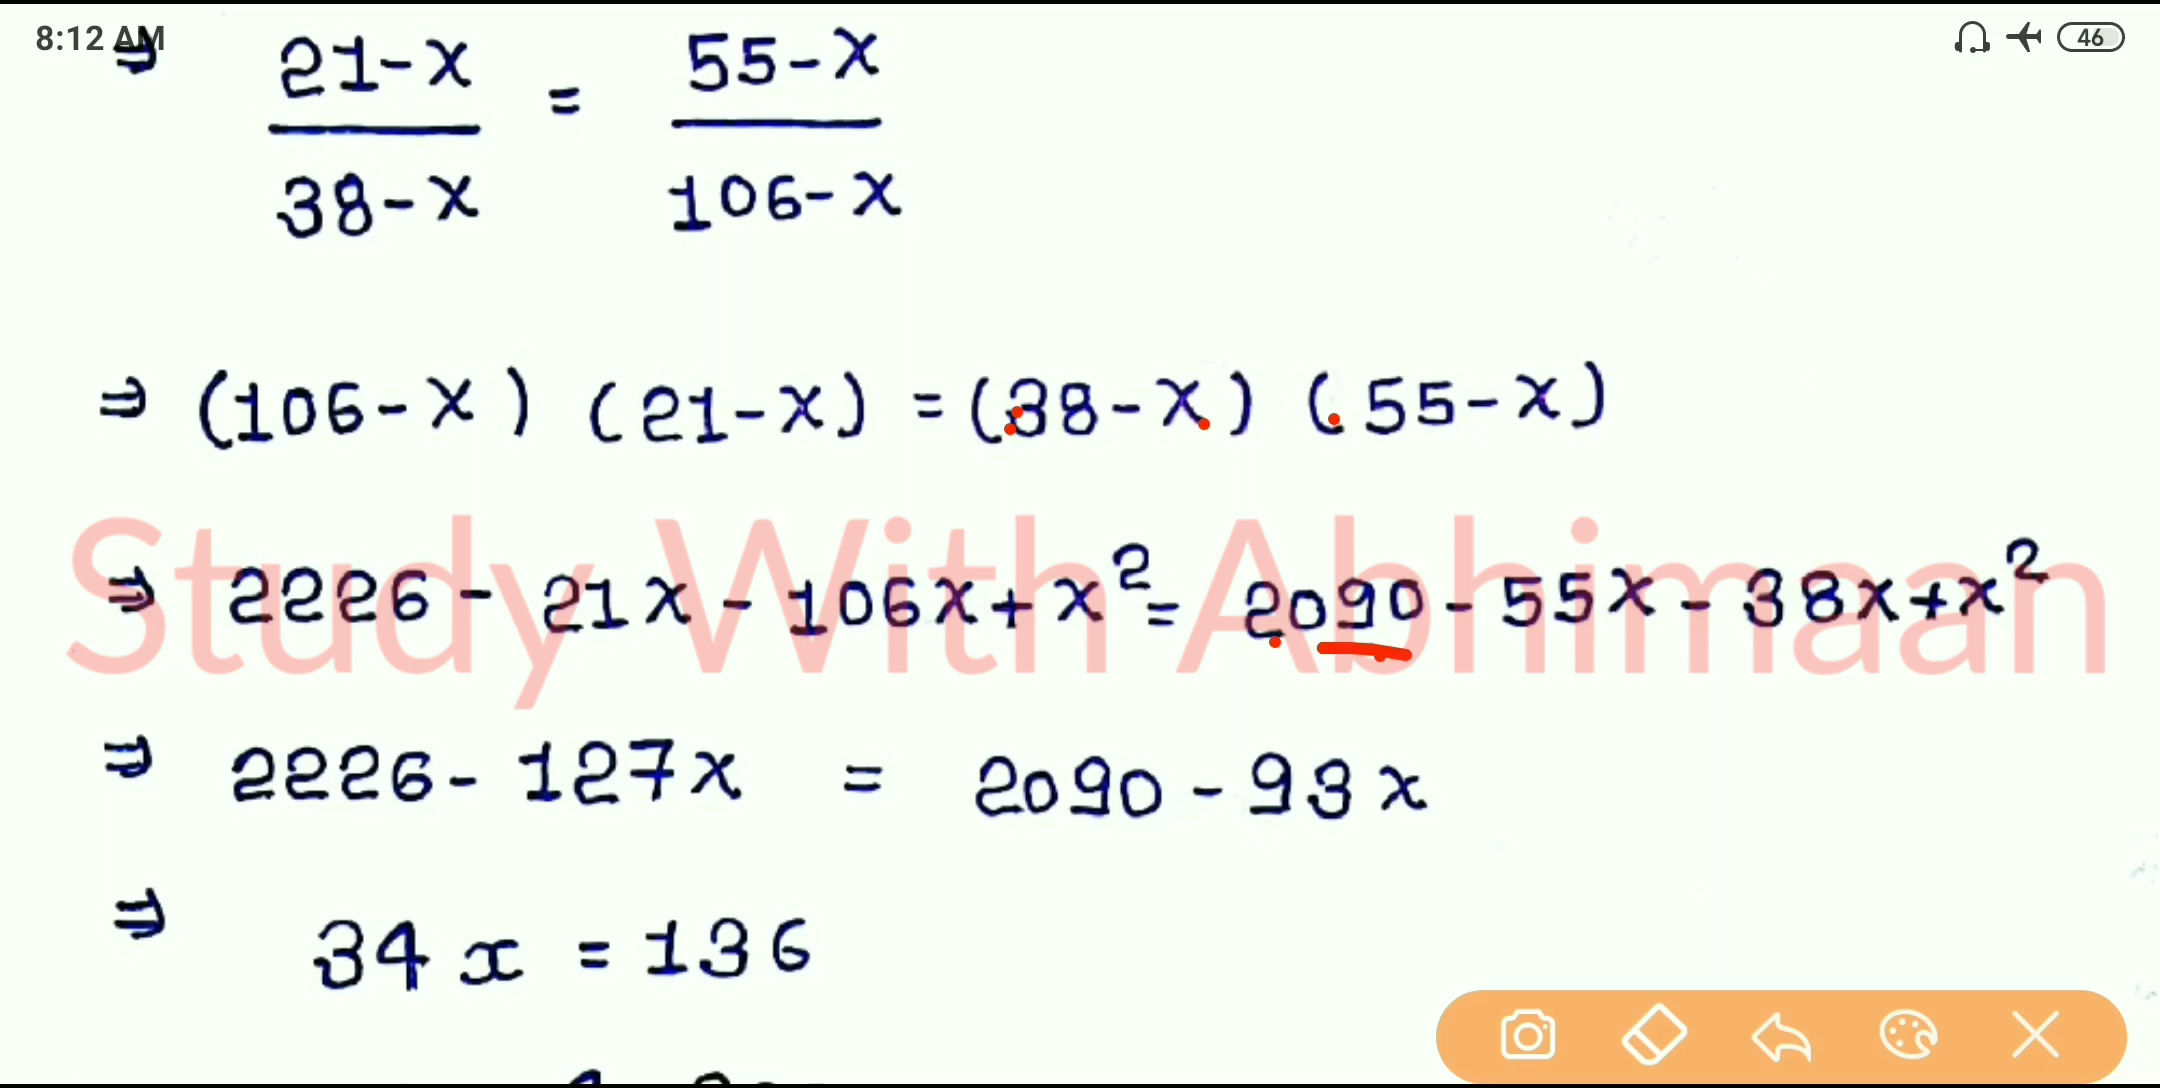 8:12 AM
46
⇒ 21-x / 38-x = 55-x / 106-x
⇒ (106-x) (21-x) = (38-x) (55-x)
⇒ 2226 - 21x - 106x + x² = 2090 - 55x - 38x + x²
Study With Abhimaan
⇒ 2226 - 127x = 2090 - 93x
⇒ 34x = 136